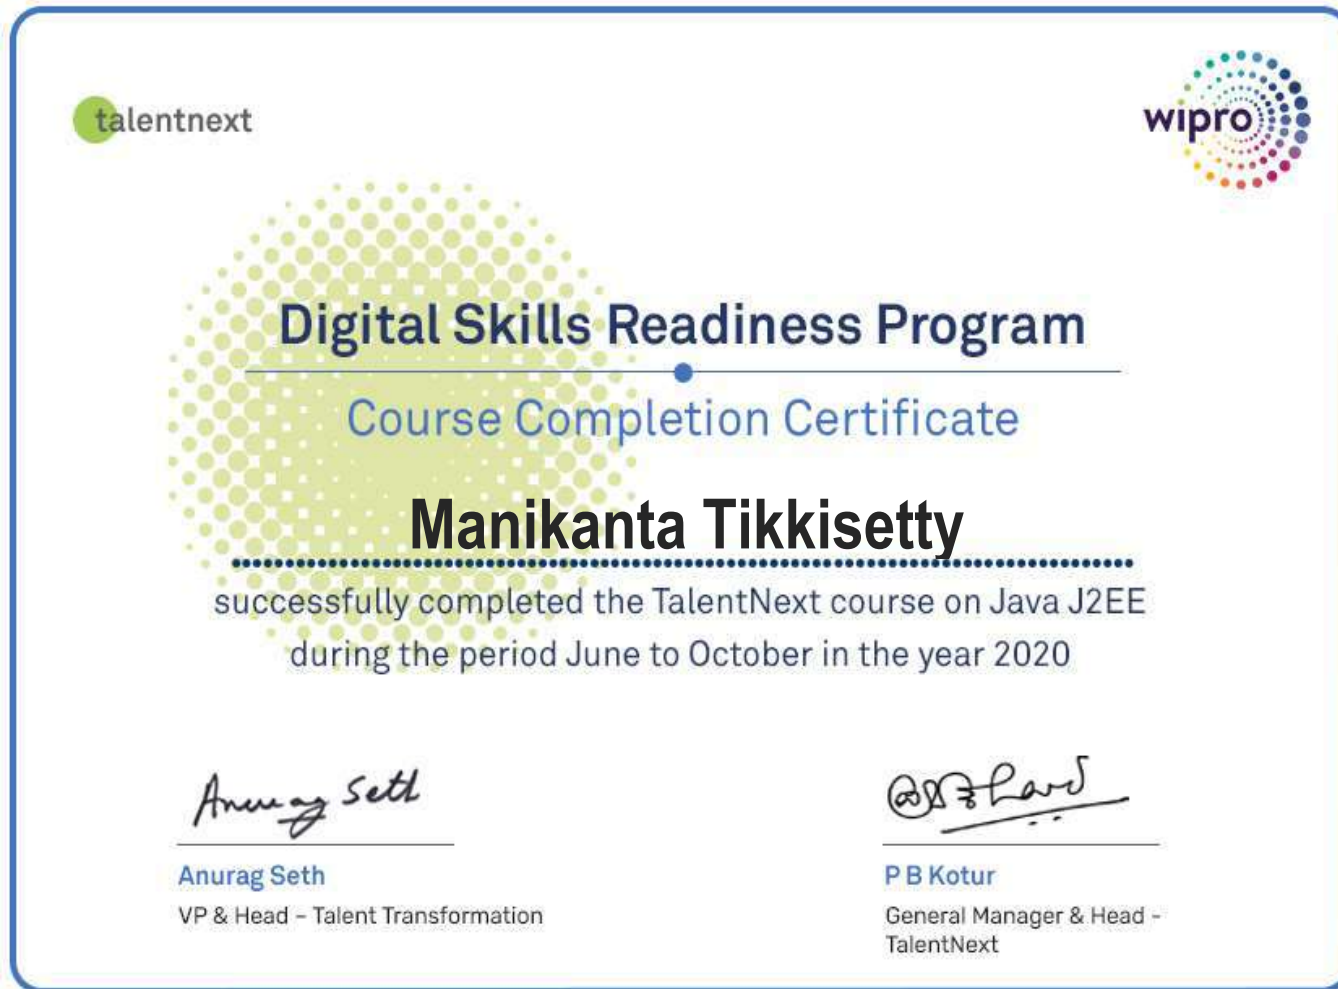 talentnext
wipro
Digital Skills Readiness Program
Course Completion Certificate
Manikanta Tikkisetty
successfully completed the TalentNext course on Java J2EE
during the period June to October in the year 2020
Anurag Seth
Anurag Seth
VP & Head – Talent Transformation
P B Kotur
General Manager & Head -
TalentNext